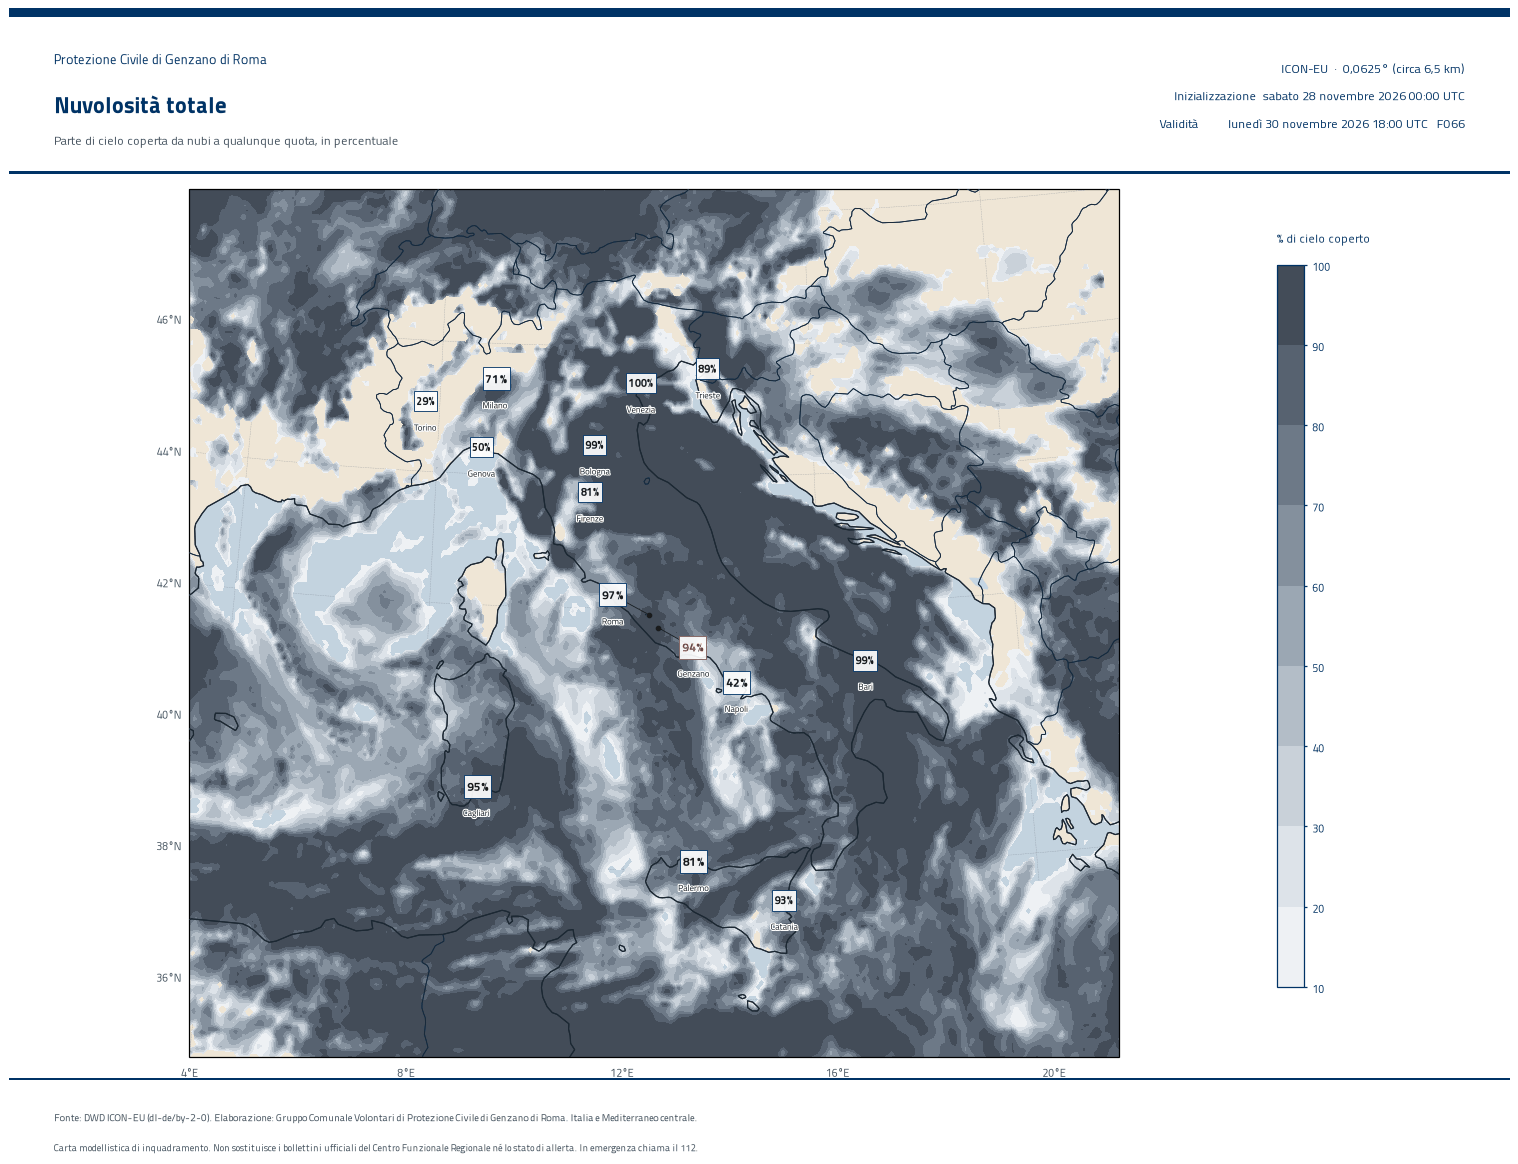 Protezione Civile di Genzano di Roma
Nuvolosità totale
Parte di cielo coperta da nubi a qualunque quota, in percentuale
ICON-EU · 0,0625° (circa 6,5 km)
Inizializzazione sabato 28 novembre 2026 00:00 UTC
Validità lunedì 30 novembre 2026 18:00 UTC F066
% di cielo coperto
100
90
80
70
60
50
40
30
20
10
46°N
44°N
42°N
40°N
38°N
36°N
4°E
8°E
12°E
16°E
20°E
89%
Trieste
71%
Milano
100%
Venezia
29%
Torino
50%
Genova
99%
Bologna
81%
Firenze
97%
Roma
94%
Genzano
42%
Napoli
99%
Bari
95%
Cagliari
81%
Palermo
93%
Catania
Fonte: DWD ICON-EU (dl-de/by-2-0). Elaborazione: Gruppo Comunale Volontari di Protezione Civile di Genzano di Roma. Italia e Mediterraneo centrale.
Carta modellistica di inquadramento. Non sostituisce i bollettini ufficiali del Centro Funzionale Regionale né lo stato di allerta. In emergenza chiama il 112.